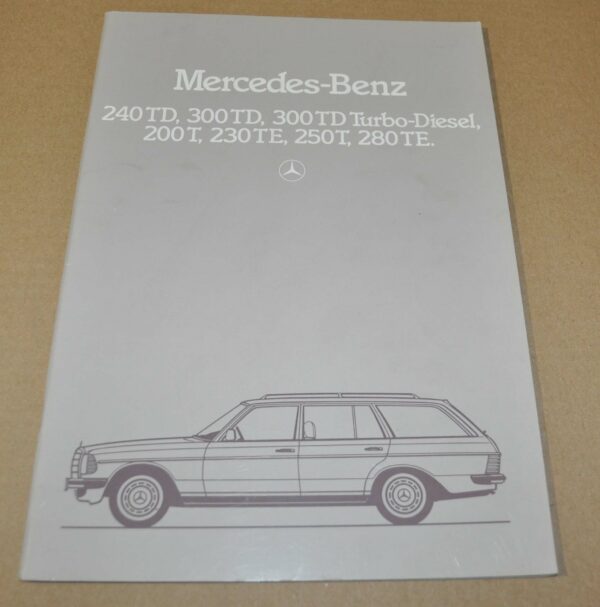 Mercedes-Benz
240 TD, 300 TD, 300 TD Turbo-Diesel,
200 T, 230 TE, 250 T, 280 TE.